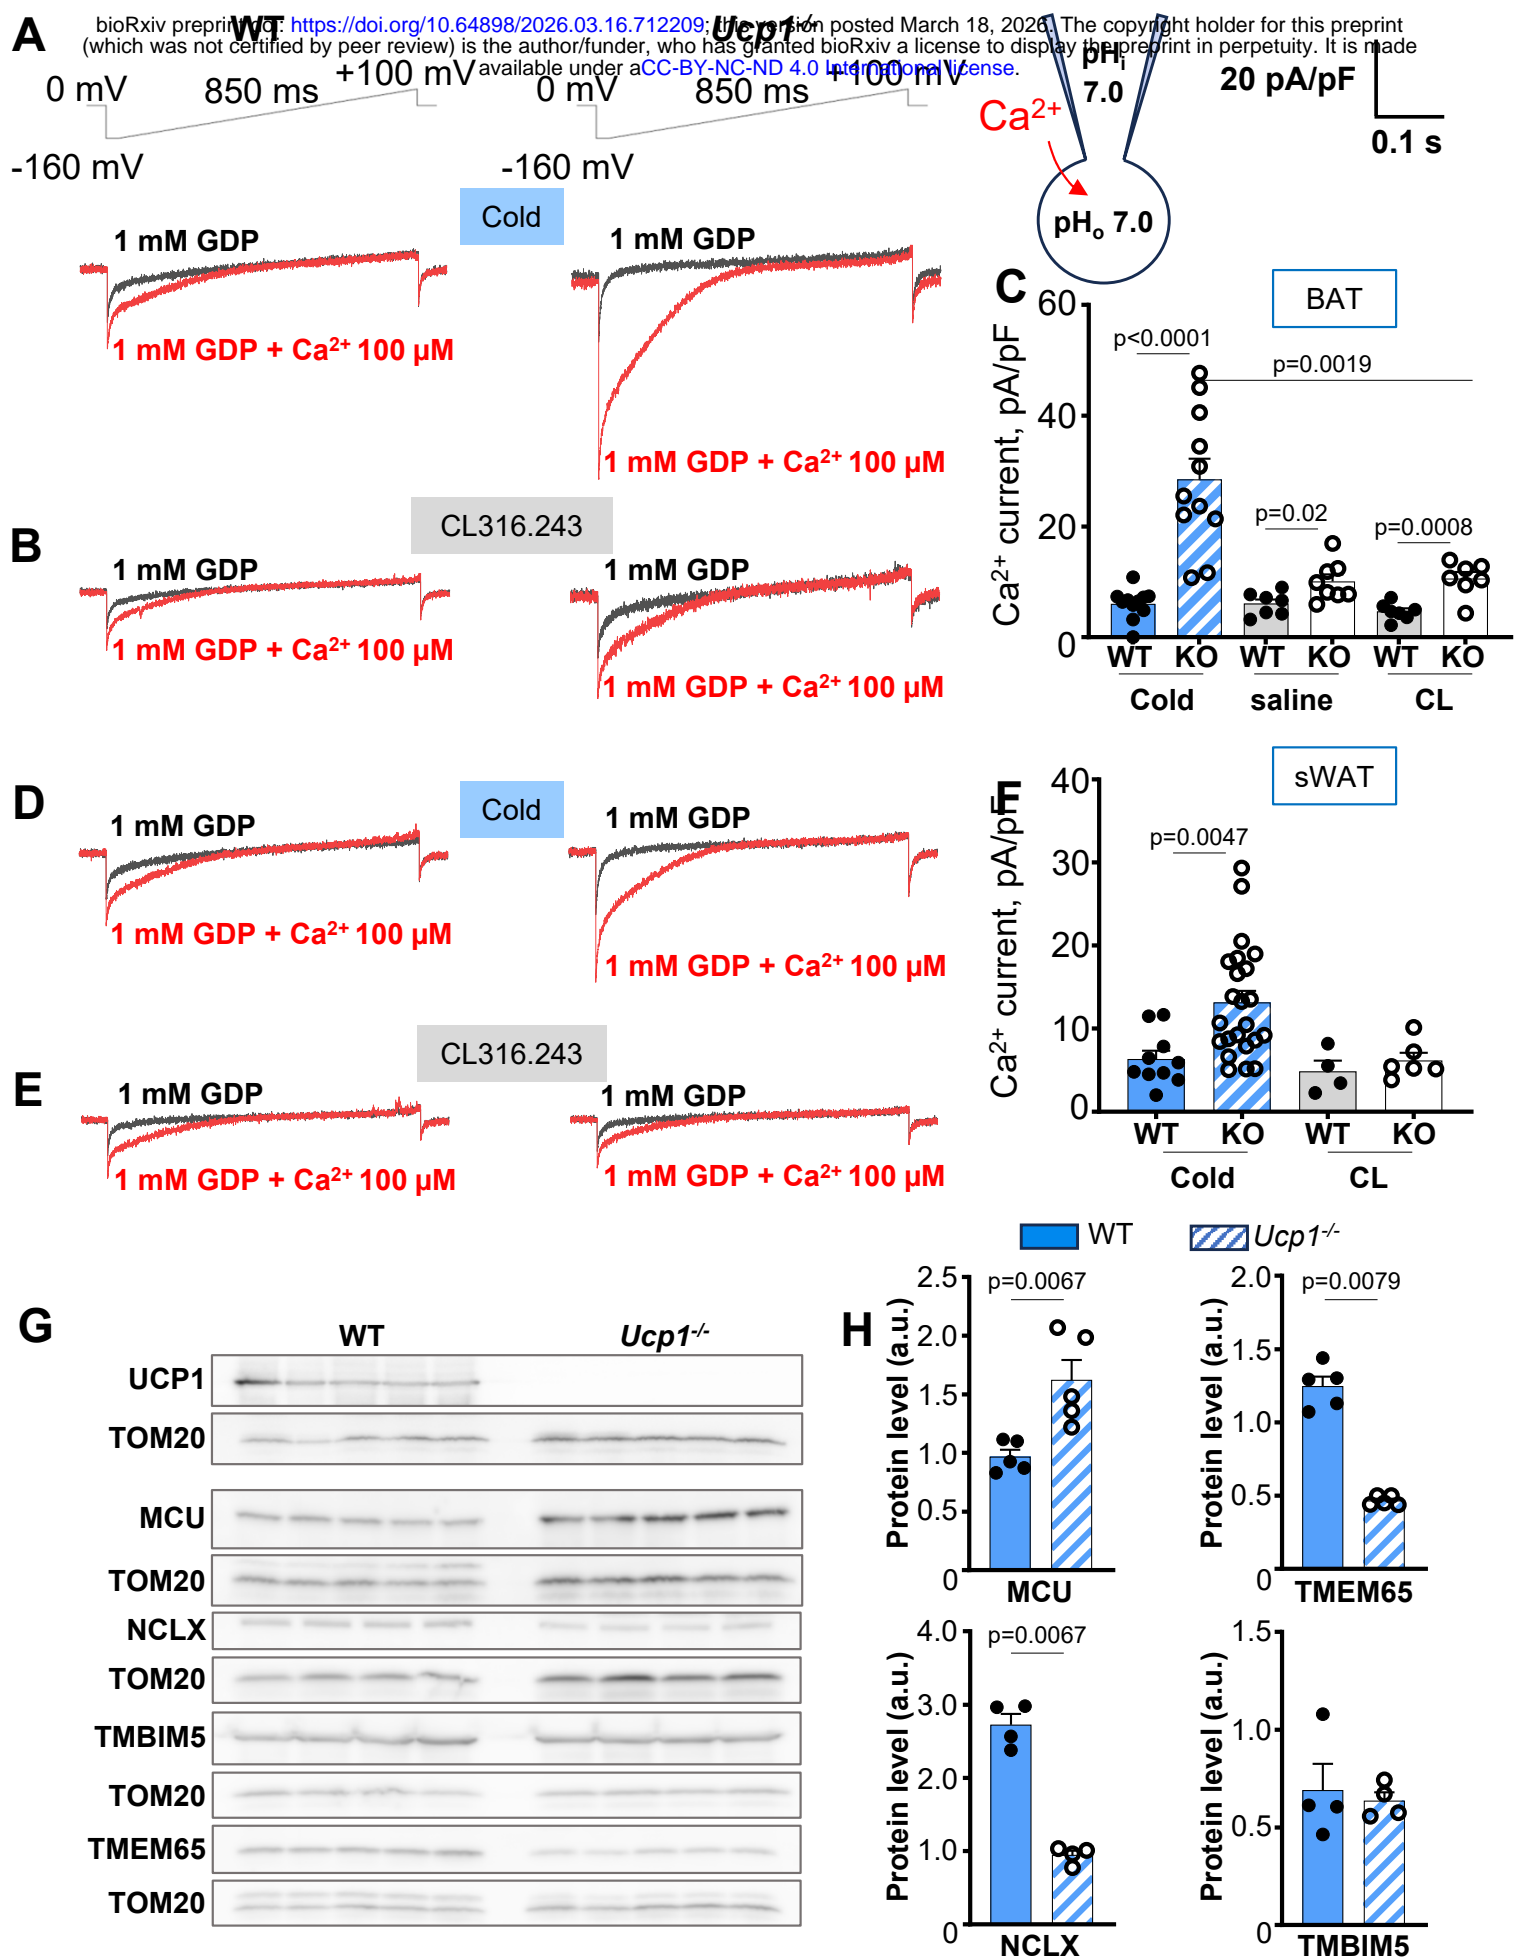 A
bioRxiv preprint doi: https://doi.org/10.64898/2026.03.16.712209; this version posted March 18, 2026. The copyright holder for this preprint
(which was not certified by peer review) is the author/funder, who has granted bioRxiv a license to display the preprint in perpetuity. It is made
available under aCC-BY-NC-ND 4.0 International license.
WT
Ucp1-/-
0 mV
850 ms
+100 mV
-160 mV
0 mV
850 ms
+100 mV
-160 mV
pHi
7.0
Ca2+
pHo 7.0
20 pA/pF
0.1 s
Cold
1 mM GDP
1 mM GDP + Ca2+ 100 µM
1 mM GDP
1 mM GDP + Ca2+ 100 µM
B
CL316.243
1 mM GDP
1 mM GDP + Ca2+ 100 µM
1 mM GDP
1 mM GDP + Ca2+ 100 µM
C
BAT
Ca2+ current, pA/pF
60
40
20
0
p<0.0001
p=0.0019
p=0.02
p=0.0008
WT KO WT KO WT KO
Cold saline CL
D
Cold
1 mM GDP
1 mM GDP + Ca2+ 100 µM
1 mM GDP
1 mM GDP + Ca2+ 100 µM
E
CL316.243
1 mM GDP
1 mM GDP + Ca2+ 100 µM
1 mM GDP
1 mM GDP + Ca2+ 100 µM
F
sWAT
Ca2+ current, pA/pF
40
30
20
10
0
p=0.0047
WT KO WT KO
Cold CL
G
WT
Ucp1-/-
UCP1
TOM20
MCU
TOM20
NCLX
TOM20
TMBIM5
TOM20
TMEM65
TOM20
H
WT
Ucp1-/-
Protein level (a.u.)
2.5
2.0
1.5
1.0
0.5
0
p=0.0067
MCU
Protein level (a.u.)
2.0
1.5
1.0
0.5
0
p=0.0079
TMEM65
Protein level (a.u.)
4.0
3.0
2.0
1.0
0
p=0.0067
NCLX
Protein level (a.u.)
1.5
1.0
0.5
0
TMBIM5